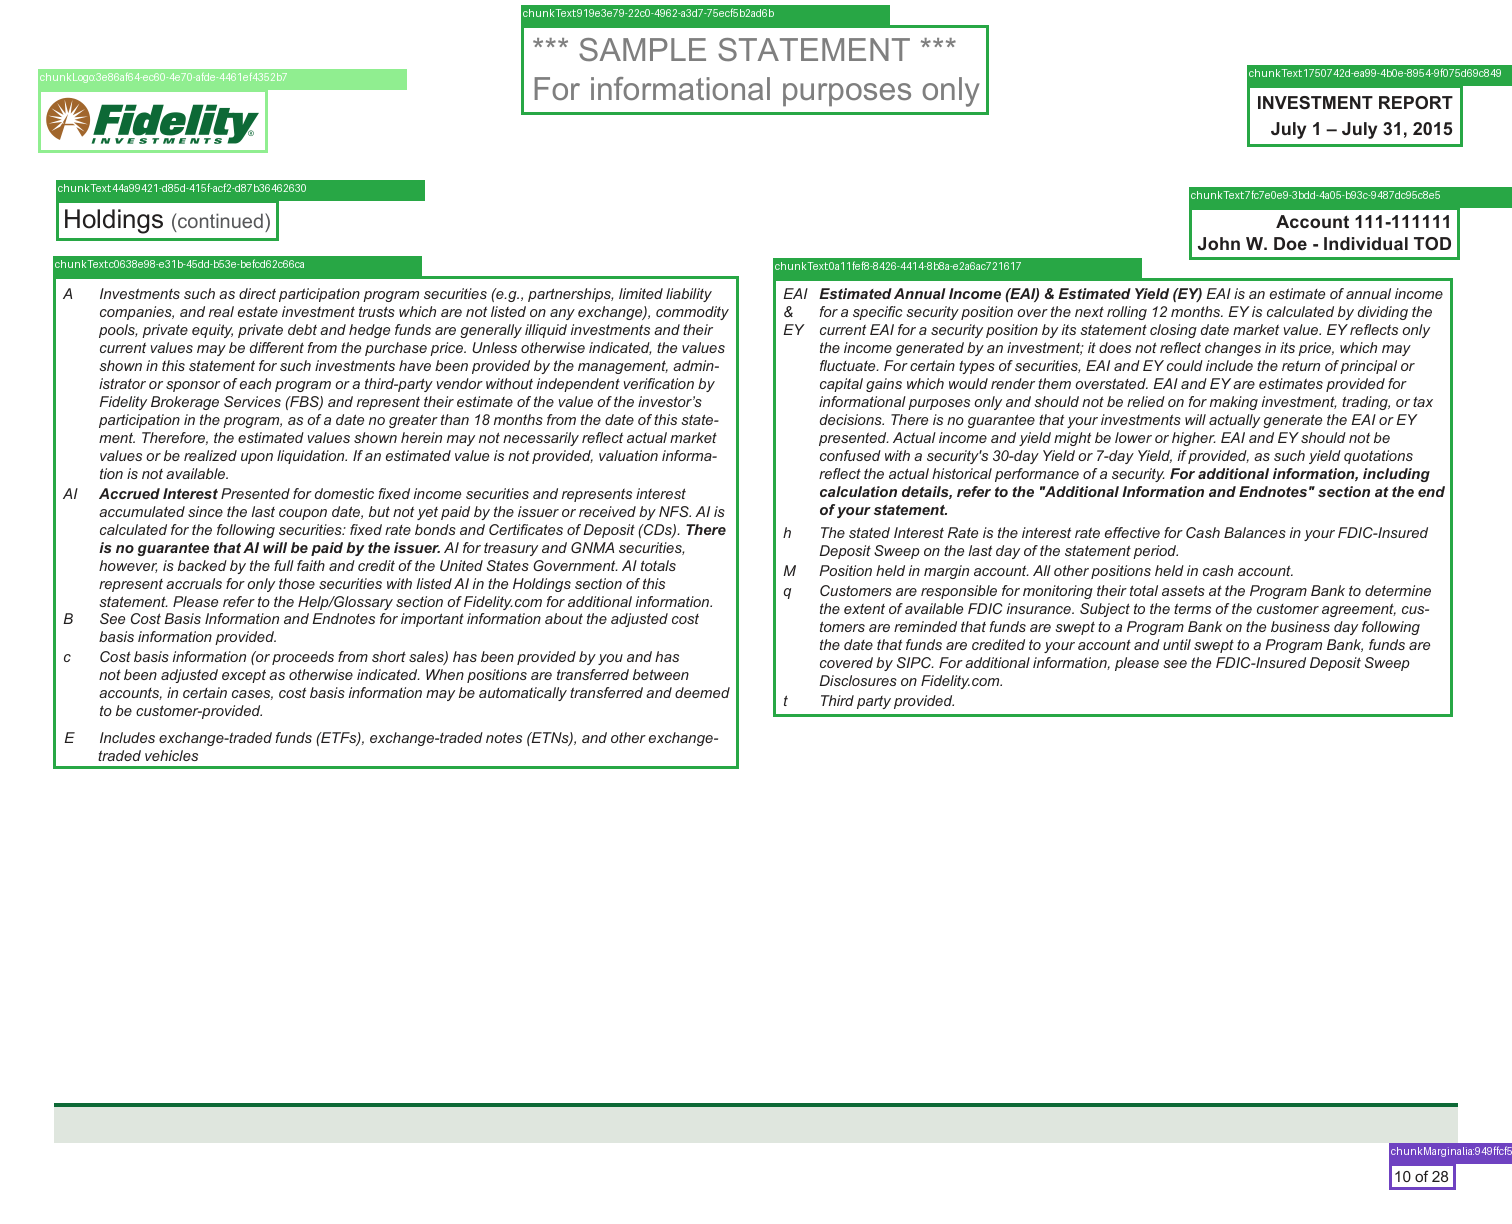 chunkText:919e3e79-22c0-4962-a3d7-75ecf5b2ad6b
*** SAMPLE STATEMENT ***
For informational purposes only
chunkLogo:3e86af64-ec60-4e70-afde-4461ef4352b7
Fidelity
INVESTMENTS®
chunkText:1750742d-ea99-4b0e-8954-9f075d69c849
INVESTMENT REPORT
July 1 – July 31, 2015
chunkText:44a99421-d85d-415f-acf2-d87b36462630
Holdings (continued)
chunkText:7fc7e0e9-3bdd-4a05-b93c-9487dc95c8e5
Account 111-111111
John W. Doe - Individual TOD
chunkText:c0638e98-e31b-45dd-b53e-befcd62c66ca
A Investments such as direct participation program securities (e.g., partnerships, limited liability
companies, and real estate investment trusts which are not listed on any exchange), commodity
pools, private equity, private debt and hedge funds are generally illiquid investments and their
current values may be different from the purchase price. Unless otherwise indicated, the values
shown in this statement for such investments have been provided by the management, admin-
istrator or sponsor of each program or a third-party vendor without independent verification by
Fidelity Brokerage Services (FBS) and represent their estimate of the value of the investor's
participation in the program, as of a date no greater than 18 months from the date of this state-
ment. Therefore, the estimated values shown herein may not necessarily reflect actual market
values or be realized upon liquidation. If an estimated value is not provided, valuation informa-
tion is not available.
AI Accrued Interest Presented for domestic fixed income securities and represents interest
accumulated since the last coupon date, but not yet paid by the issuer or received by NFS. AI is
calculated for the following securities: fixed rate bonds and Certificates of Deposit (CDs). There
is no guarantee that AI will be paid by the issuer. AI for treasury and GNMA securities,
however, is backed by the full faith and credit of the United States Government. AI totals
represent accruals for only those securities with listed AI in the Holdings section of this
statement. Please refer to the Help/Glossary section of Fidelity.com for additional information.
B See Cost Basis Information and Endnotes for important information about the adjusted cost
basis information provided.
c Cost basis information (or proceeds from short sales) has been provided by you and has
not been adjusted except as otherwise indicated. When positions are transferred between
accounts, in certain cases, cost basis information may be automatically transferred and deemed
to be customer-provided.
E Includes exchange-traded funds (ETFs), exchange-traded notes (ETNs), and other exchange-
traded vehicles
chunkText:0a11fef8-8426-4414-8b8a-e2a6ac721617
EAI Estimated Annual Income (EAI) & Estimated Yield (EY) EAI is an estimate of annual income
& for a specific security position over the next rolling 12 months. EY is calculated by dividing the
EY current EAI for a security position by its statement closing date market value. EY reflects only
the income generated by an investment; it does not reflect changes in its price, which may
fluctuate. For certain types of securities, EAI and EY could include the return of principal or
capital gains which would render them overstated. EAI and EY are estimates provided for
informational purposes only and should not be relied on for making investment, trading, or tax
decisions. There is no guarantee that your investments will actually generate the EAI or EY
presented. Actual income and yield might be lower or higher. EAI and EY should not be
confused with a security's 30-day Yield or 7-day Yield, if provided, as such yield quotations
reflect the actual historical performance of a security. For additional information, including
calculation details, refer to the "Additional Information and Endnotes" section at the end
of your statement.
h The stated Interest Rate is the interest rate effective for Cash Balances in your FDIC-Insured
Deposit Sweep on the last day of the statement period.
M Position held in margin account. All other positions held in cash account.
q Customers are responsible for monitoring their total assets at the Program Bank to determine
the extent of available FDIC insurance. Subject to the terms of the customer agreement, cus-
tomers are reminded that funds are swept to a Program Bank on the business day following
the date that funds are credited to your account and until swept to a Program Bank, funds are
covered by SIPC. For additional information, please see the FDIC-Insured Deposit Sweep
Disclosures on Fidelity.com.
t Third party provided.
chunkMarginalia:949ffcf5
10 of 28